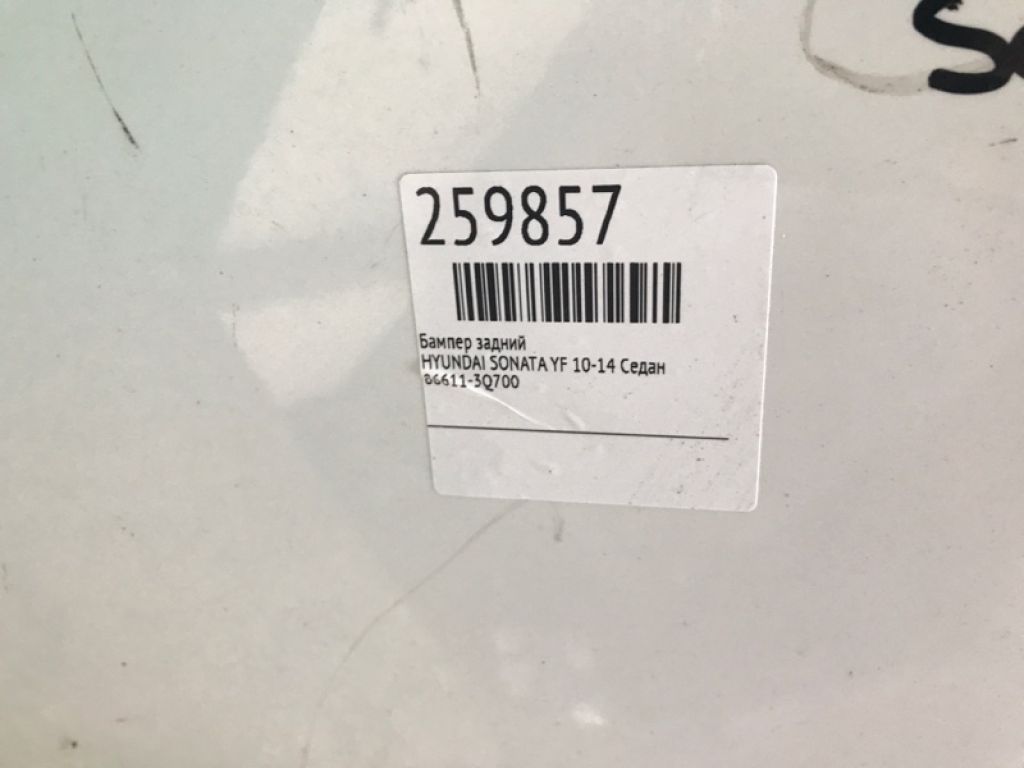 259857
Бампер задний
HYUNDAI SONATA YF 10-14 Седан
86611-3Q700